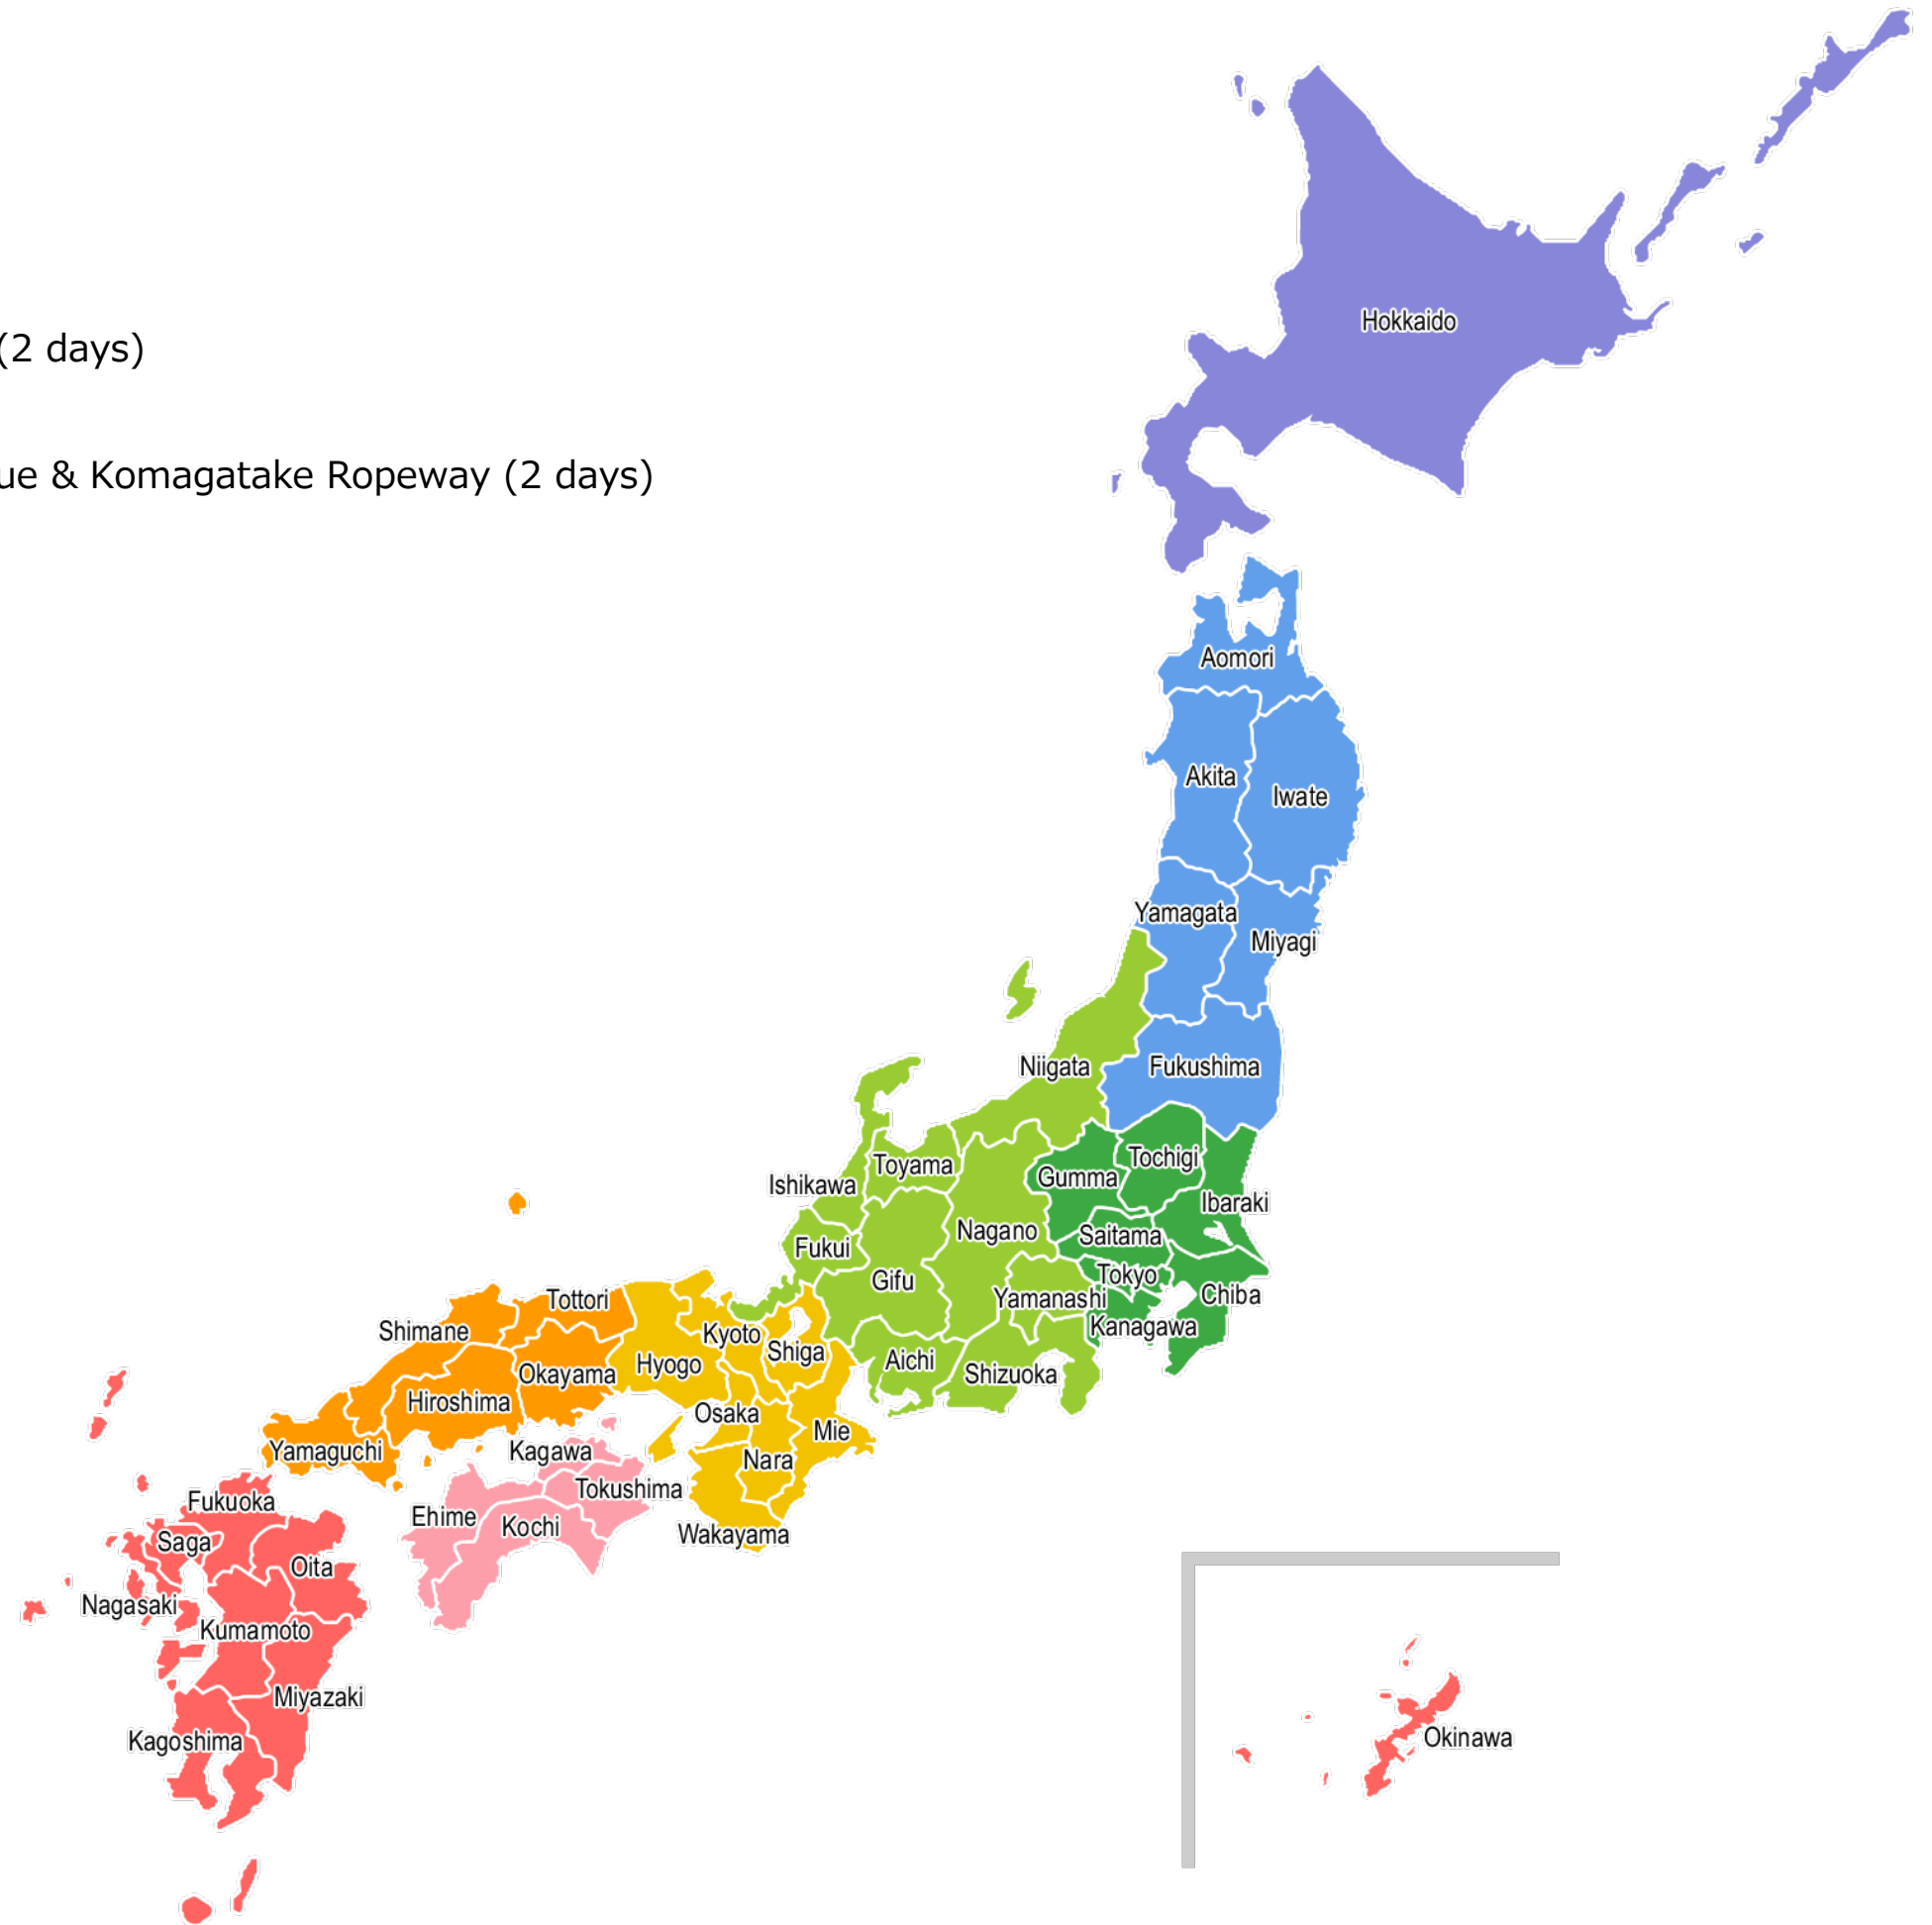 Hokkaido
(2 days)
ue & Komagatake Ropeway (2 days)
Aomori
Akita
Iwate
Yamagata
Miyagi
Niigata
Fukushima
Toyama
Tochigi
Gumma
Ishikawa
Ibaraki
Nagano
Saitama
Fukui
Gifu
Tokyo
Chiba
Yamanashi
Tottori
Kanagawa
Shimane
Kyoto
Shiga
Aichi
Hyogo
Okayama
Shizuoka
Hiroshima
Osaka
Mie
Yamaguchi
Kagawa
Nara
Tokushima
Fukuoka
Ehime
Kochi
Wakayama
Saga
Oita
Nagasaki
Kumamoto
Miyazaki
Kagoshima
Okinawa